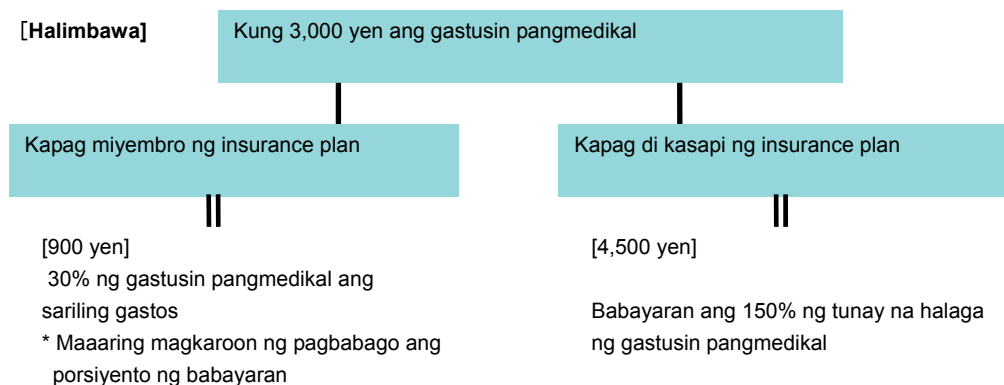 ［Halimbawa]
Kung 3,000 yen ang gastusin pangmedikal
Kapag miyembro ng insurance plan
Kapag di kasapi ng insurance plan
[900 yen]
30% ng gastusin pangmedikal ang
sariling gastos
* Maaaring magkaroon ng pagbabago ang
porsiyento ng babayaran
[4,500 yen]
Babayaran ang 150% ng tunay na halaga
ng gastusin pangmedikal